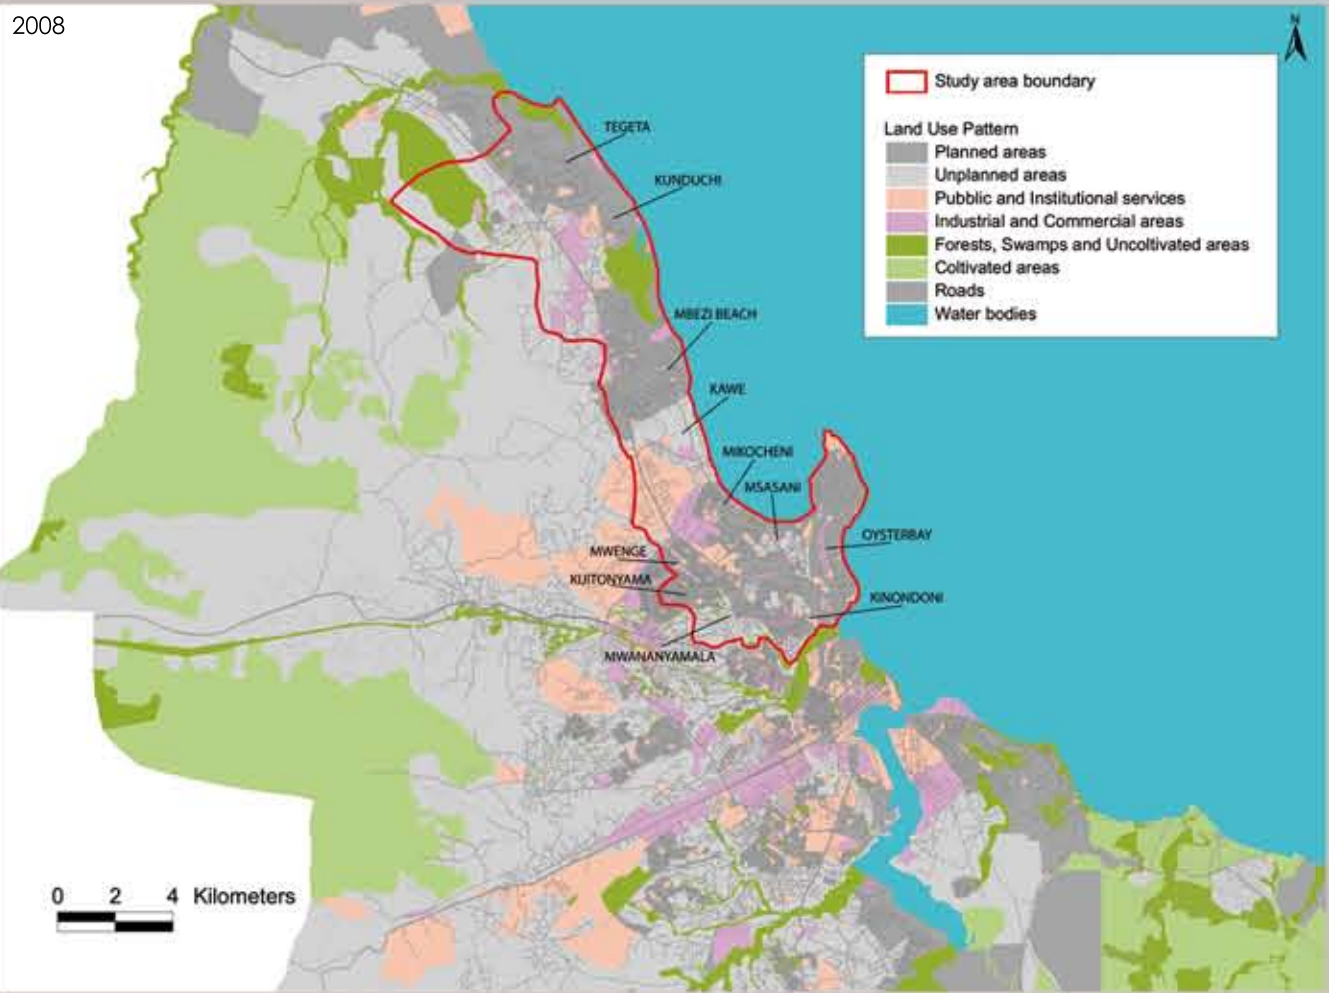 2008
N
Study area boundary
Land Use Pattern
Planned areas
Unplanned areas
Pubblic and Institutional services
Industrial and Commercial areas
Forests, Swamps and Uncoltivated areas
Coltivated areas
Roads
Water bodies
TEGETA
KUNDUCHI
MBEZI BEACH
KAWE
MIKOCHENI
MSASANI
OYSTERBAY
MWENGE
KIJITONYAMA
KINONDONI
MWANANYAMALA
0 2 4 Kilometers